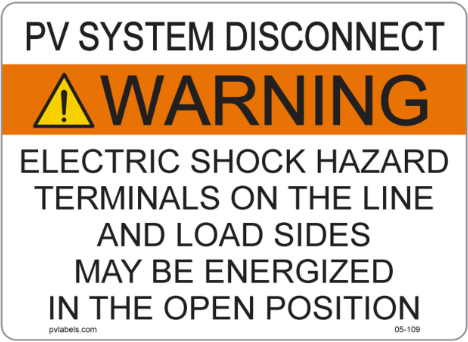 PV SYSTEM DISCONNECT
WARNING
ELECTRIC SHOCK HAZARD
TERMINALS ON THE LINE
AND LOAD SIDES
MAY BE ENERGIZED
IN THE OPEN POSITION
pvlabels.com 05-109